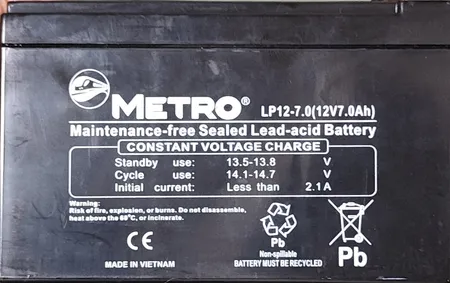 METRO® LP12-7.0(12V7.0Ah)
Maintenance-free Sealed Lead-acid Battery
CONSTANT VOLTAGE CHARGE
Standby use: 13.5-13.8 V
Cycle use: 14.1-14.7 V
Initial current: Less than 2.1A
Warning-
Risk of fire, explosion, or burns. Do not disassemble,
heat above the 60°C, or incinerate.
CE
MADE IN VIETNAM
Pb
Non-spillable
BATTERY MUST BE RECYCLED
Pb